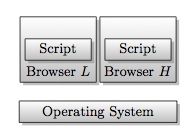 Script Script
Browser L Browser H
Operating System